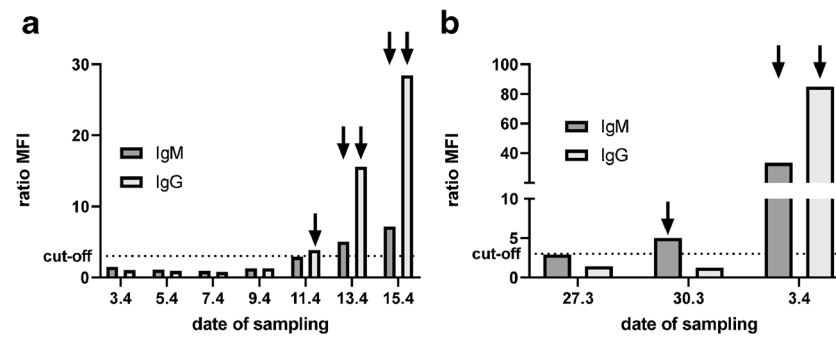 a
30
20
10
0
ratio MFI
IgM
IgG
cut-off
3.4 5.4 7.4 9.4 11.4 13.4 15.4
date of sampling
b
100
80
60
40
10
5
0
ratio MFI
IgM
IgG
cut-off
27.3 30.3 3.4
date of sampling